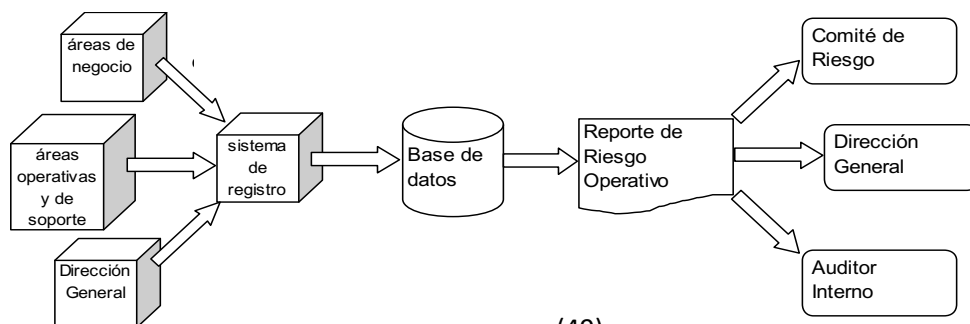 áreas de
negocio
áreas
operativas
y de
soporte
Dirección
General
sistema
de
registro
Base de
datos
Reporte de
Riesgo
Operativo
Comité de
Riesgo
Dirección
General
Auditor
Interno